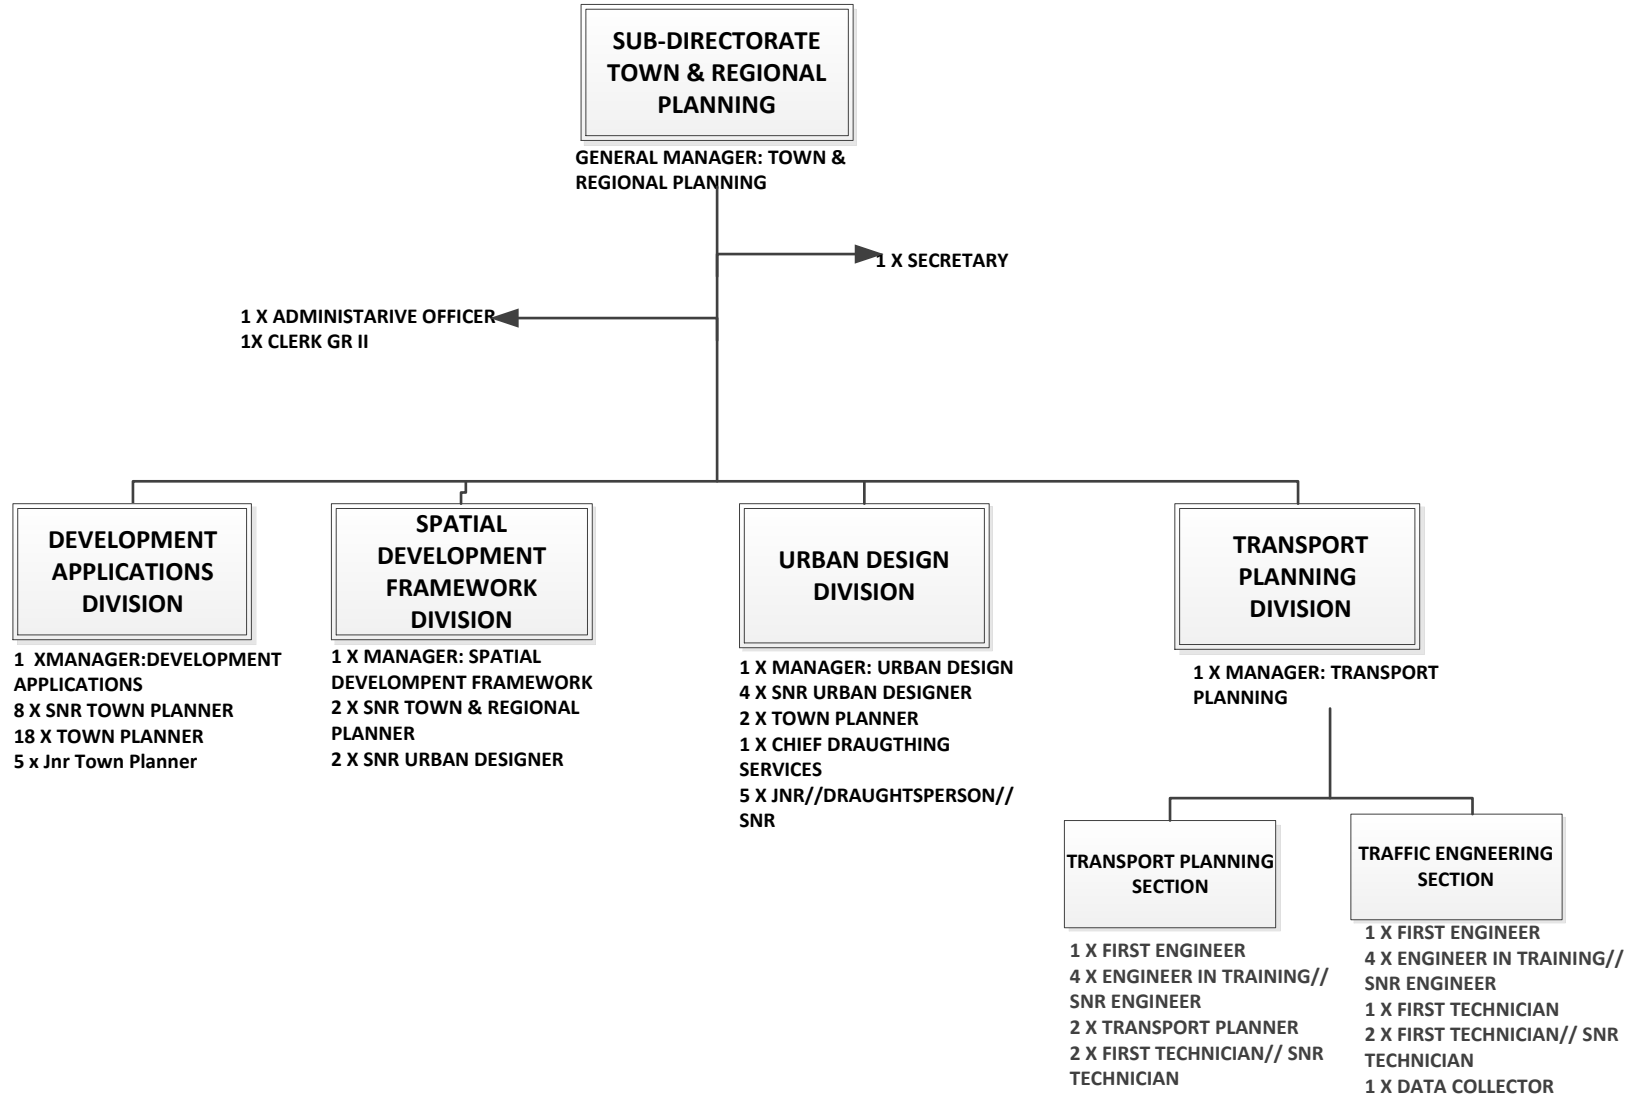 SUB-DIRECTORATE
TOWN & REGIONAL
PLANNING
GENERAL MANAGER: TOWN &
REGIONAL PLANNING
1 X SECRETARY
1 X ADMINISTARIVE OFFICER
1X CLERK GR II
DEVELOPMENT
APPLICATIONS
DIVISION
1  XMANAGER:DEVELOPMENT
APPLICATIONS
8 X SNR TOWN PLANNER
18 X TOWN PLANNER
5 x Jnr Town Planner
SPATIAL
DEVELOPMENT
FRAMEWORK
DIVISION
1 X MANAGER: SPATIAL
DEVELOMPENT FRAMEWORK
2 X SNR TOWN & REGIONAL
PLANNER
2 X SNR URBAN DESIGNER
URBAN DESIGN
DIVISION
1 X MANAGER: URBAN DESIGN
4 X SNR URBAN DESIGNER
2 X TOWN PLANNER
1 X CHIEF DRAUGTHING
SERVICES
5 X JNR//DRAUGHTSPERSON//
SNR
TRANSPORT
PLANNING
DIVISION
1 X MANAGER: TRANSPORT
PLANNING
TRANSPORT PLANNING
SECTION
1 X FIRST ENGINEER
4 X ENGINEER IN TRAINING//
SNR ENGINEER
2 X TRANSPORT PLANNER
2 X FIRST TECHNICIAN// SNR
TECHNICIAN
TRAFFIC ENGNEERING
SECTION
1 X FIRST ENGINEER
4 X ENGINEER IN TRAINING//
SNR ENGINEER
1 X FIRST TECHNICIAN
2 X FIRST TECHNICIAN// SNR
TECHNICIAN
1 X DATA COLLECTOR